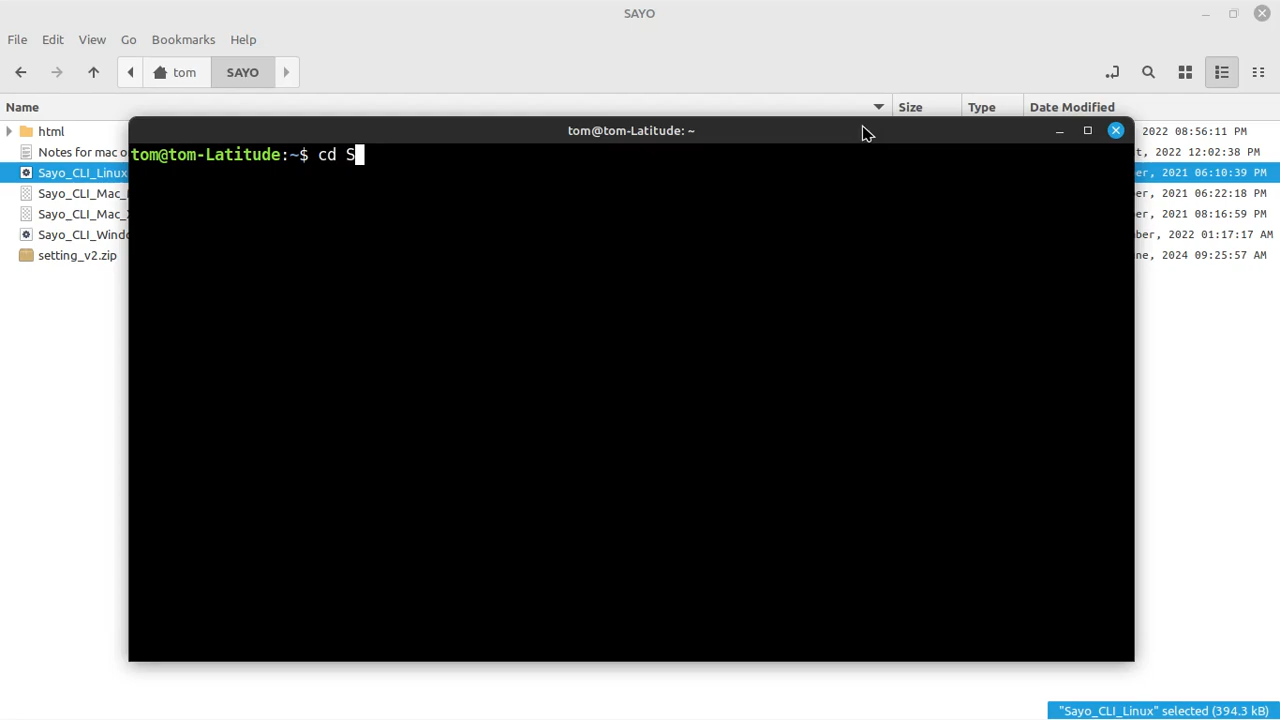 SAYO
File Edit View Go Bookmarks Help
tom SAYO
Name Size Type Date Modified
html 2022 08:56:11 PM
Notes for mac o t, 2022 12:02:38 PM
Sayo_CLI_Linux er, 2021 06:10:39 PM
Sayo_CLI_Mac_ er, 2021 06:22:18 PM
Sayo_CLI_Mac_ er, 2021 08:16:59 PM
Sayo_CLI_Windo ber, 2022 01:17:17 AM
setting_v2.zip ne, 2024 09:25:57 AM
tom@tom-Latitude: ~
tom@tom-Latitude:~$ cd S
"Sayo_CLI_Linux" selected (394.3 kB)